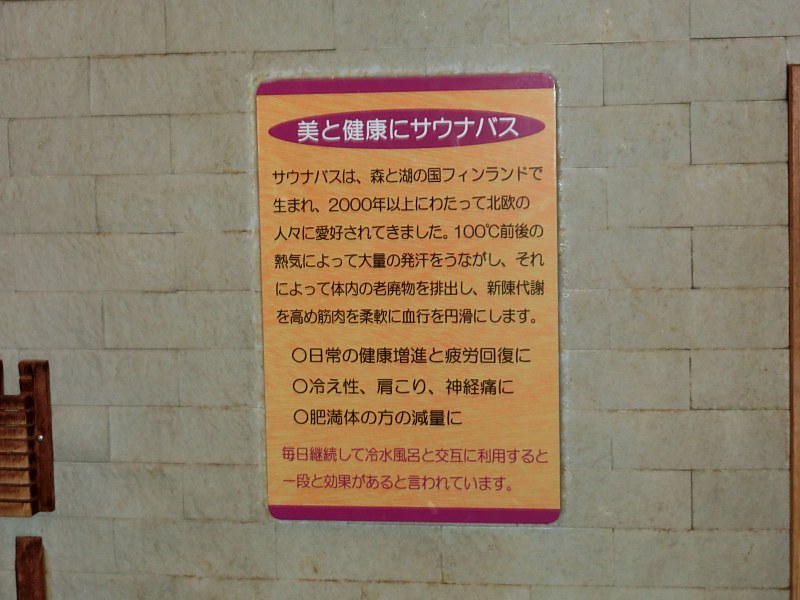 美と健康にサウナバス
サウナバスは、森と湖の国フィンランドで
生まれ、2000年以上にわたって北欧の
人々に愛好されてきました。100℃前後の
熱気によって大量の発汗をうながし、それ
によって体内の老廃物を排出し、新陳代謝
を高め筋肉を柔軟に血行を円滑にします。
○日常の健康増進と疲労回復に
○冷え性、肩こり、神経痛に
○肥満体の方の減量に
毎日継続して冷水風呂と交互に利用すると
一段と効果があると言われています。